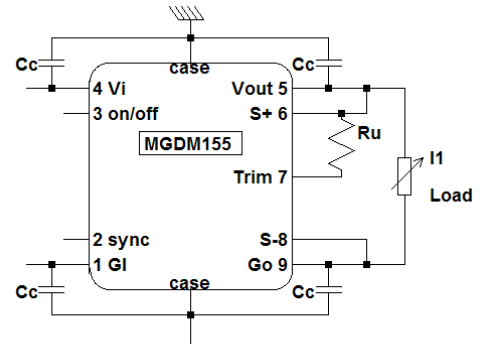 Cc
Cc
case
4 Vi
Vout 5
3 on/off
S+ 6
MGDM155
Ru
Trim 7
I1
Load
2 sync
S-8
1 GI
Go 9
case
Cc
Cc